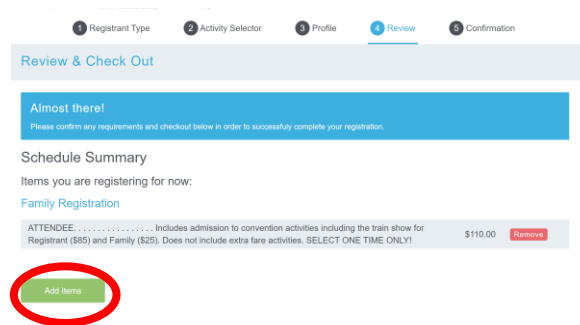 1 Registrant Type 2 Activity Selector 3 Profile 4 Review 5 Confirmation
Review & Check Out
Almost there!
Please confirm any requirements and checkout below in order to successfuly complete your registration.
Schedule Summary
Items you are registering for now:
Family Registration
ATTENDEE. . . . . . . . . . . . . . . . Includes admission to convention activities including the train show for
Registrant ($85) and Family ($25). Does not include extra fare activities. SELECT ONE TIME ONLY!
$110.00 Remove
Add Items